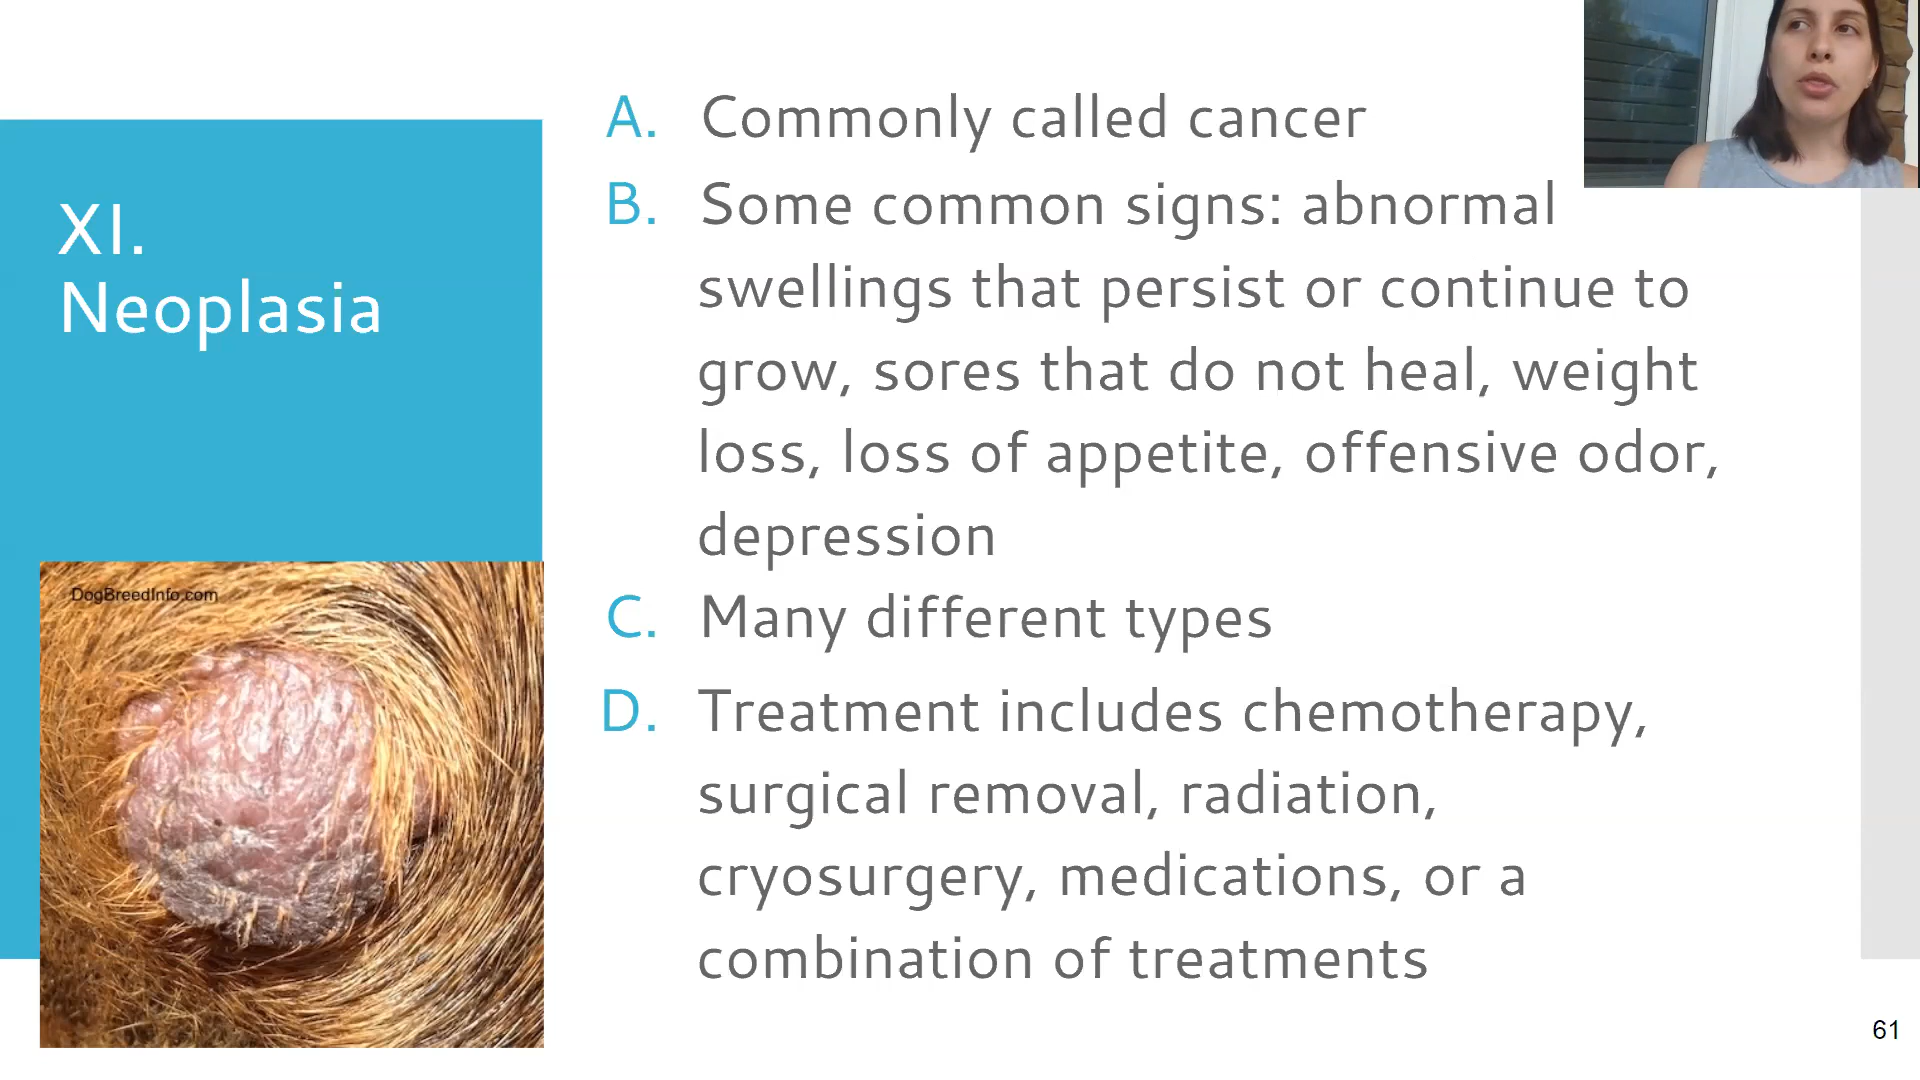 XI.
Neoplasia
A. Commonly called cancer
B. Some common signs: abnormal
swellings that persist or continue to
grow, sores that do not heal, weight
loss, loss of appetite, offensive odor,
depression
C. Many different types
D. Treatment includes chemotherapy,
surgical removal, radiation,
cryosurgery, medications, or a
combination of treatments
DogBreedInfo.com
61